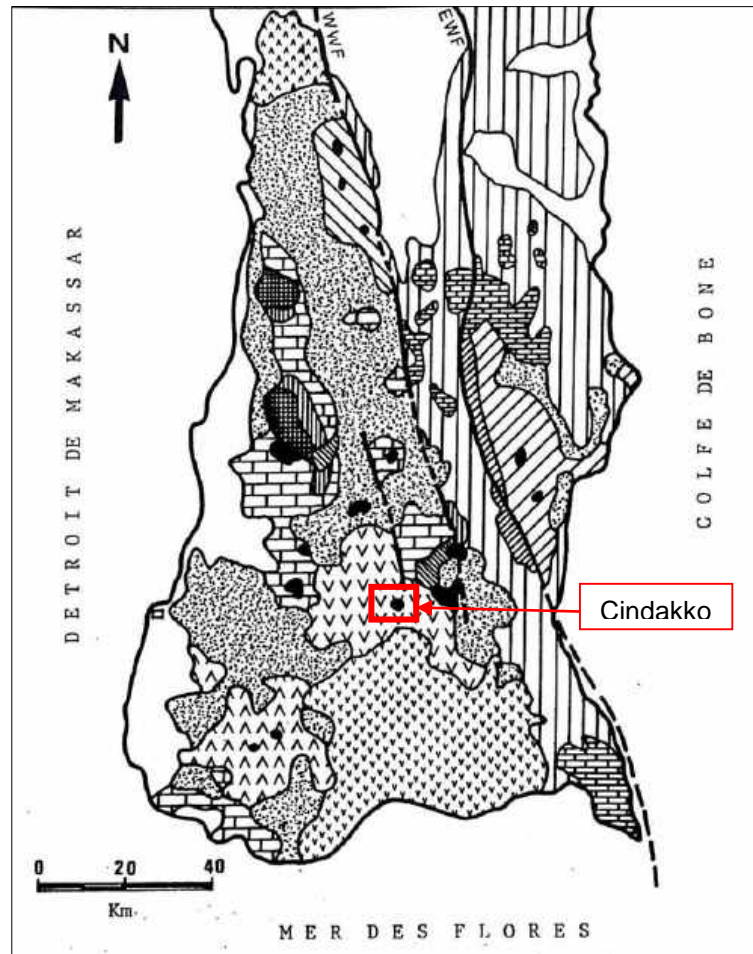 N
WWF
EWF
DETROIT DE MAKASSAR
GOLFE DE BONE
Cindakko
0 20 40
Km
MER DES FLORES